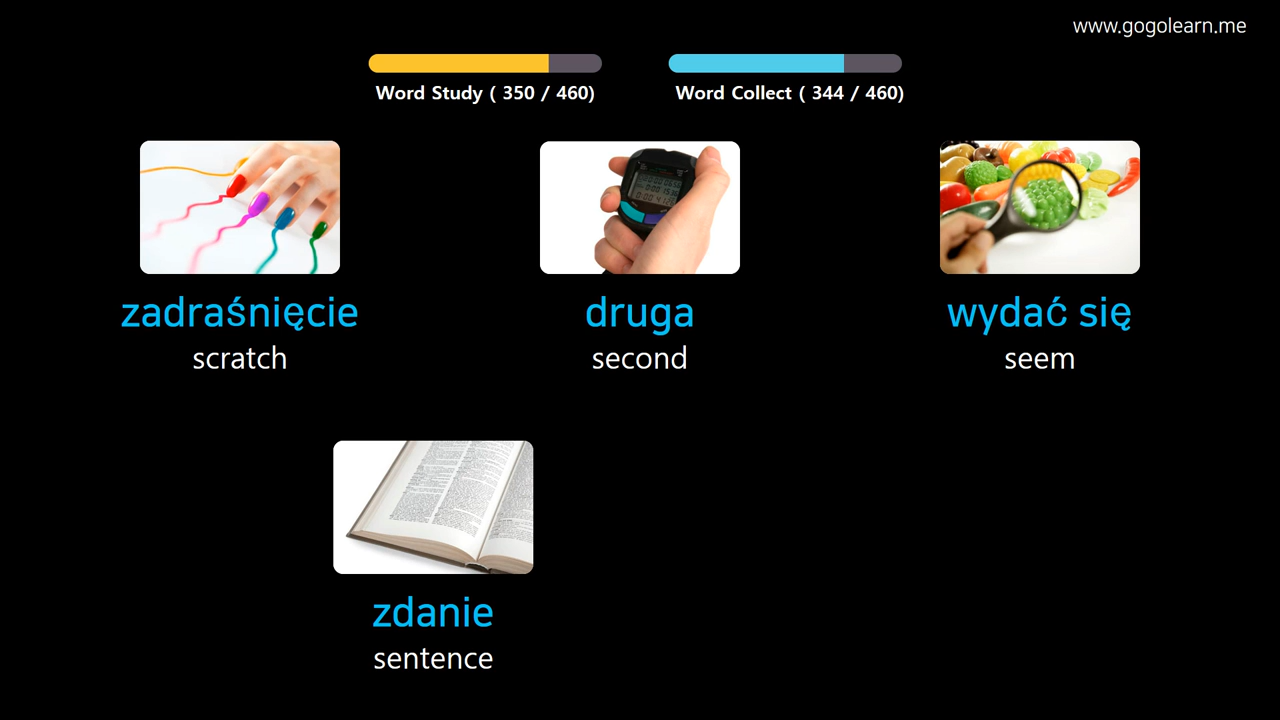 www.gogolearn.me
Word Study ( 350 / 460)
Word Collect ( 344 / 460)
zadraśnięcie
scratch
druga
second
wydać się
seem
zdanie
sentence